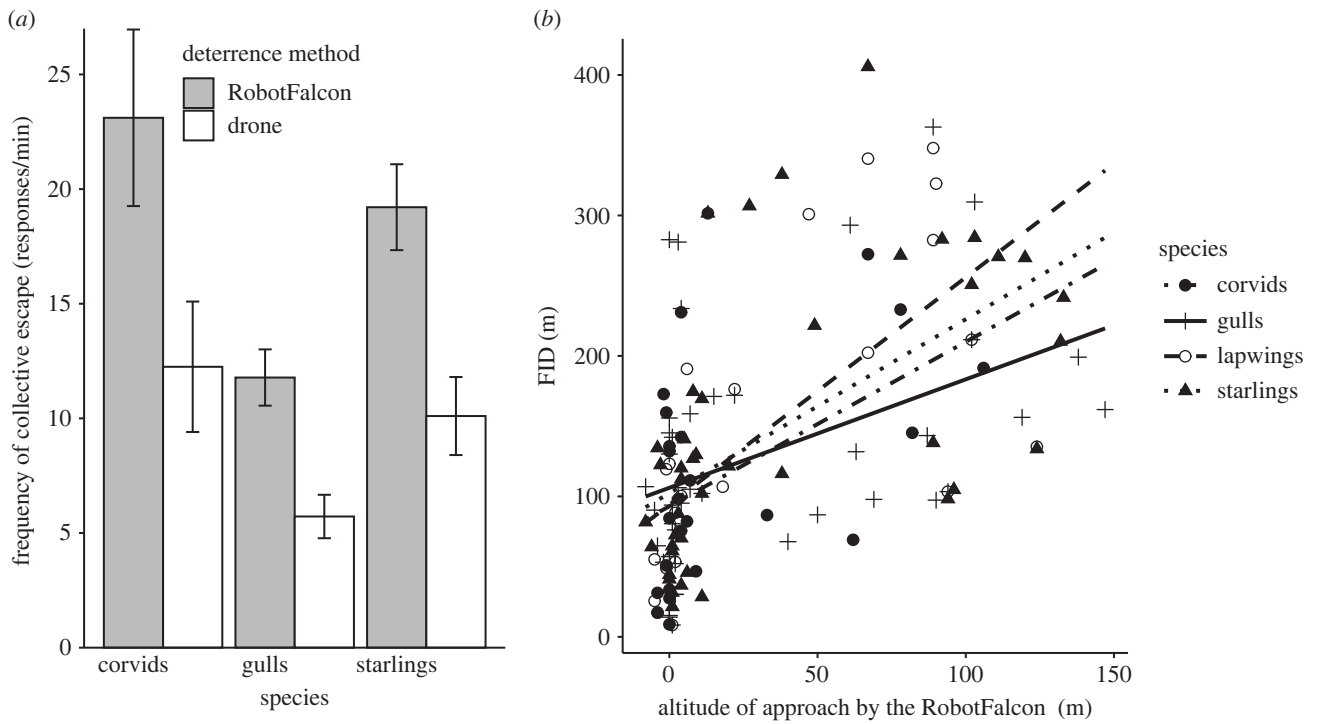 (a)
deterrence method
RobotFalcon
drone
frequency of collective escape (responses/min)
25
20
15
10
5
0
corvids gulls starlings
species
(b)
FID (m)
400
300
200
100
0
0 50 100 150
altitude of approach by the RobotFalcon (m)
species
corvids
gulls
lapwings
starlings